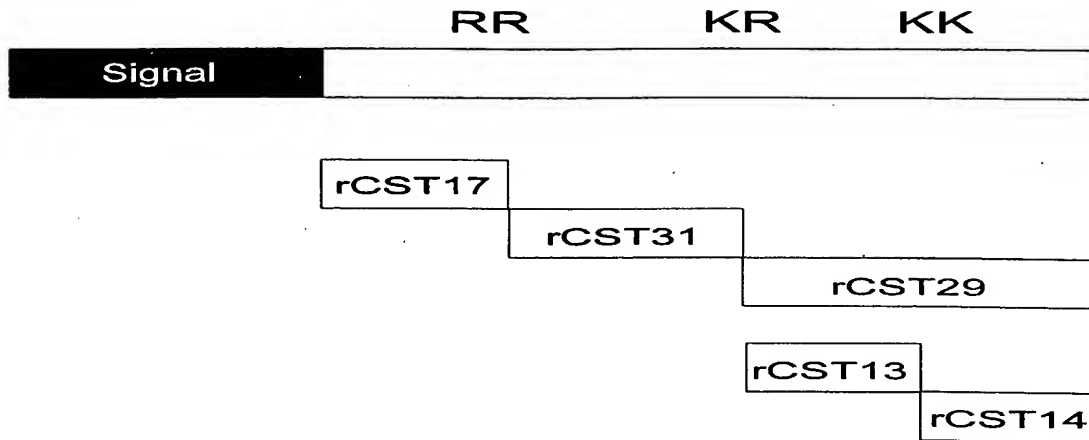 RR KR KK
Signal
rCST17
rCST31
rCST29
rCST13
rCST14